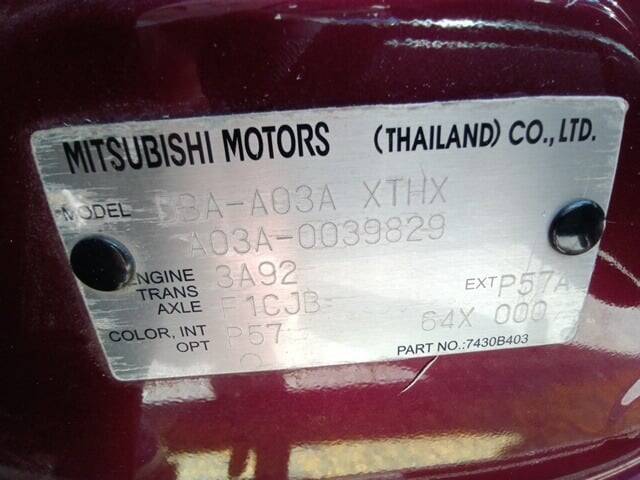 MITSUBISHI MOTORS (THAILAND) CO., LTD.
MODEL DBA-A03A XTHX
A03A-0039829
ENGINE 3A92 EXT P57A
TRANS
AXLE F1CJB
COLOR, INT P57 64X 000
OPT
PART NO.:7430B403